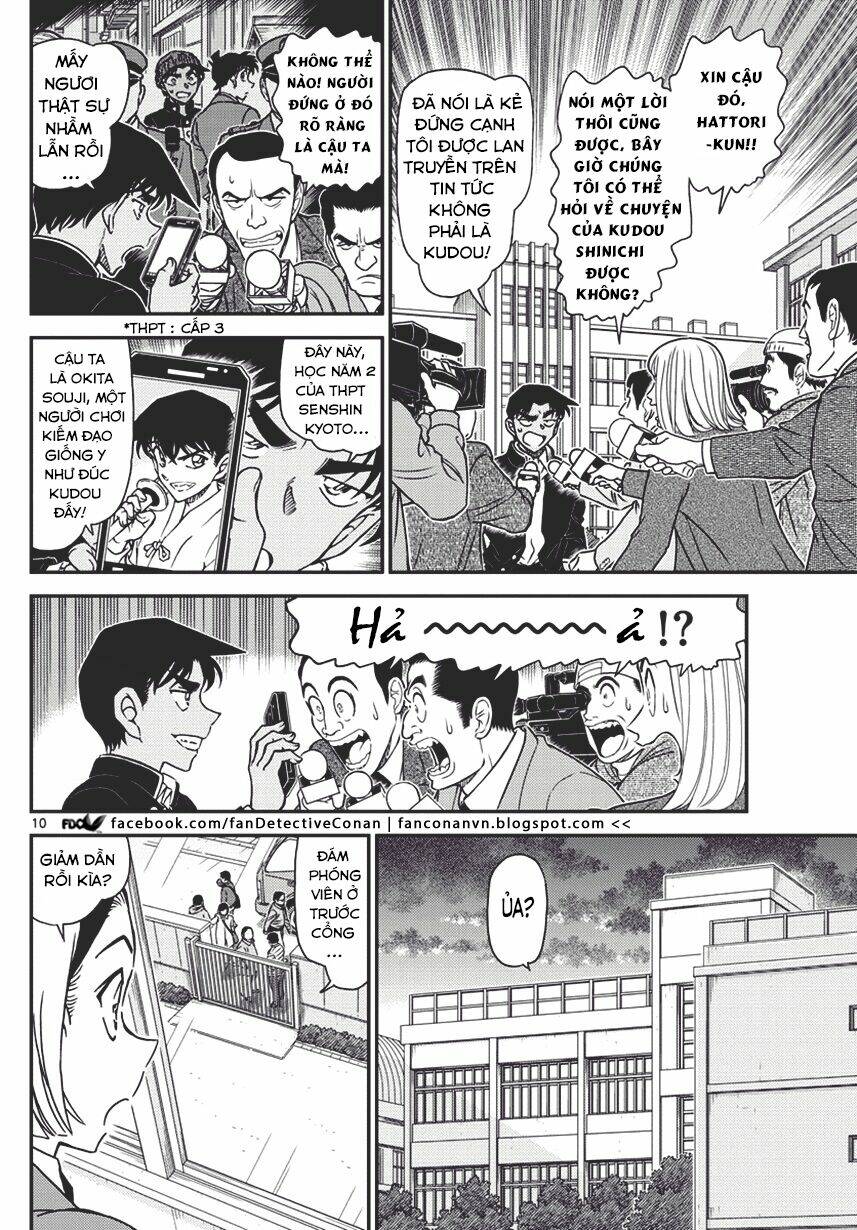 XIN CẬU
ĐÓ,
HATTORI
-KUN!!
NÓI MỘT LỜI
THÔI CŨNG
ĐƯỢC, BÂY
GIỜ CHÚNG
TÔI CÓ THỂ
HỎI VỀ CHUYỆN
CỦA KUDOU
SHINICHI
ĐƯỢC
KHÔNG?
ĐÃ NÓI LÀ KẺ
ĐỨNG CẠNH
TÔI ĐƯỢC LAN
TRUYỀN TRÊN
TIN TỨC
KHÔNG
PHẢI LÀ
KUDOU!
KHÔNG THỂ
NÀO! NGƯỜI
ĐỨNG Ở ĐÓ
RÕ RÀNG
LÀ CẬU TA
MÀ!
MẤY
NGƯƠI
THẬT SỰ
NHẦM
LẪN RỒI
...
*THPT : CẤP 3
ĐÂY NÀY,
HỌC NĂM 2
CỦA THPT
SENSHIN
KYOTO...
CẬU TA
LÀ OKITA
SOUJI, MỘT
NGƯỜI CHƠI
KIẾM ĐẠO
GIỐNG Y
NHƯ ĐÚC
KUDOU
ĐẤY!
Hả ả !?
10 FDC facebook.com/fanDetectiveConan | fanconanvn.blogspot.com <<
ỦA?
ĐÁM
PHÓNG
VIÊN Ở
TRƯỚC
CỔNG
...
GIẢM DẦN
RỒI KÌA?